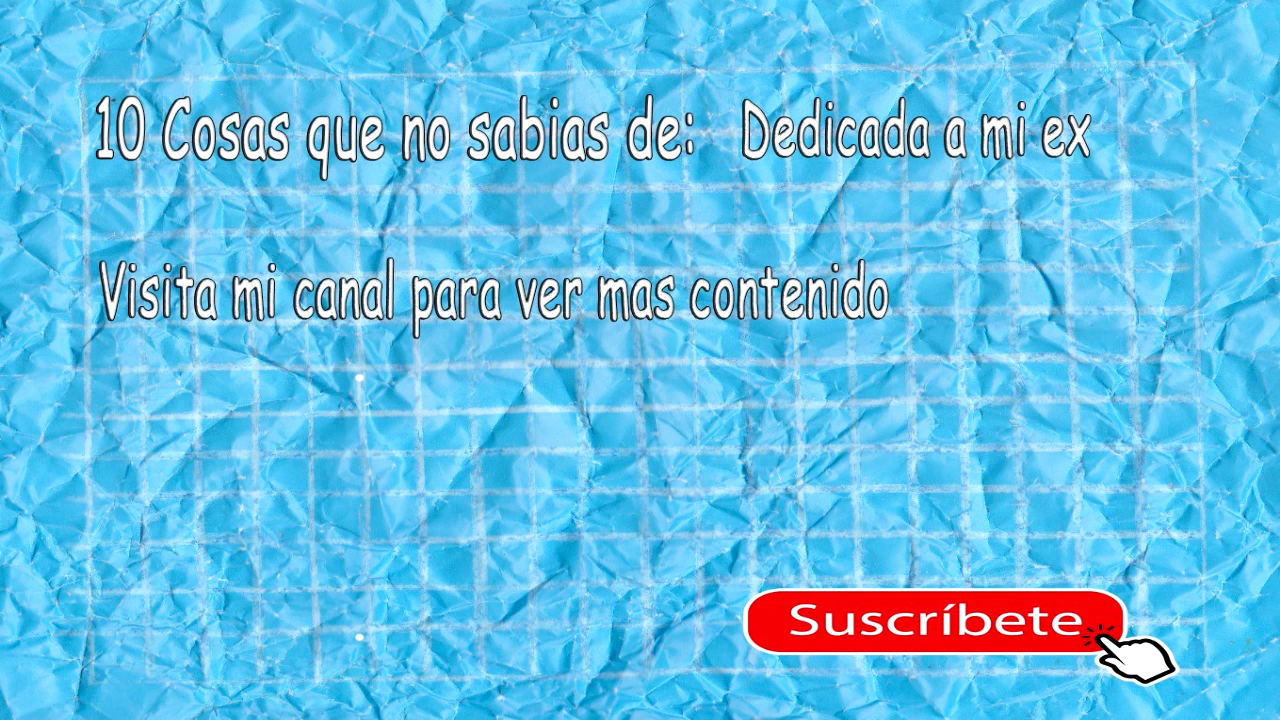 10 Cosas que no sabias de: Dedicada a mi ex
Visita mi canal para ver mas contenido
Suscríbete